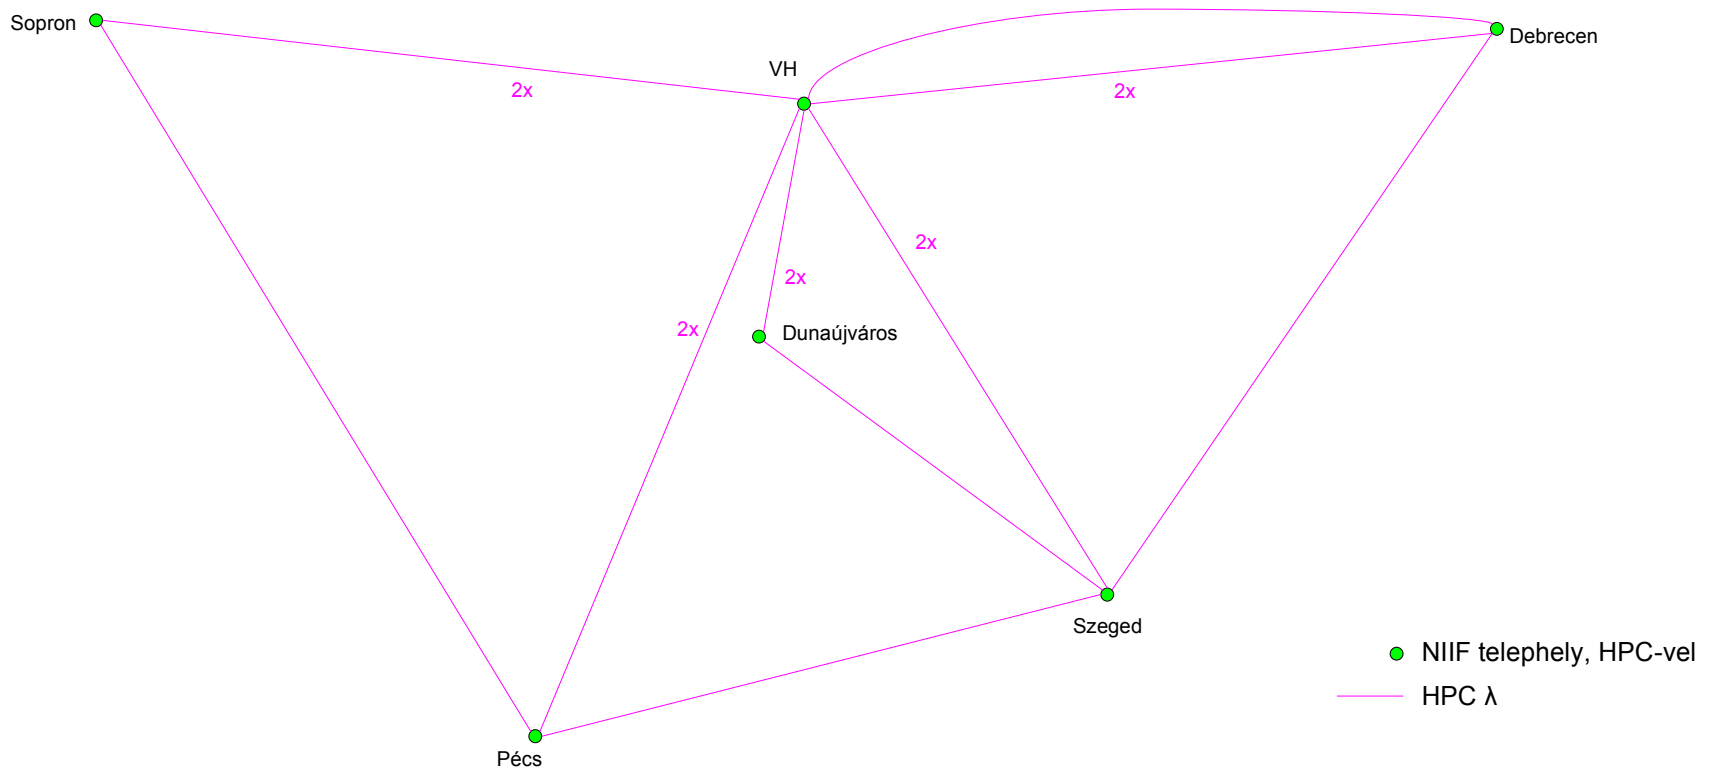 Sopron
Debrecen
VH
2x
2x
2x
2x
2x
Dunaújváros
Szeged
NIIF telephely, HPC-vel
HPC λ
Pécs